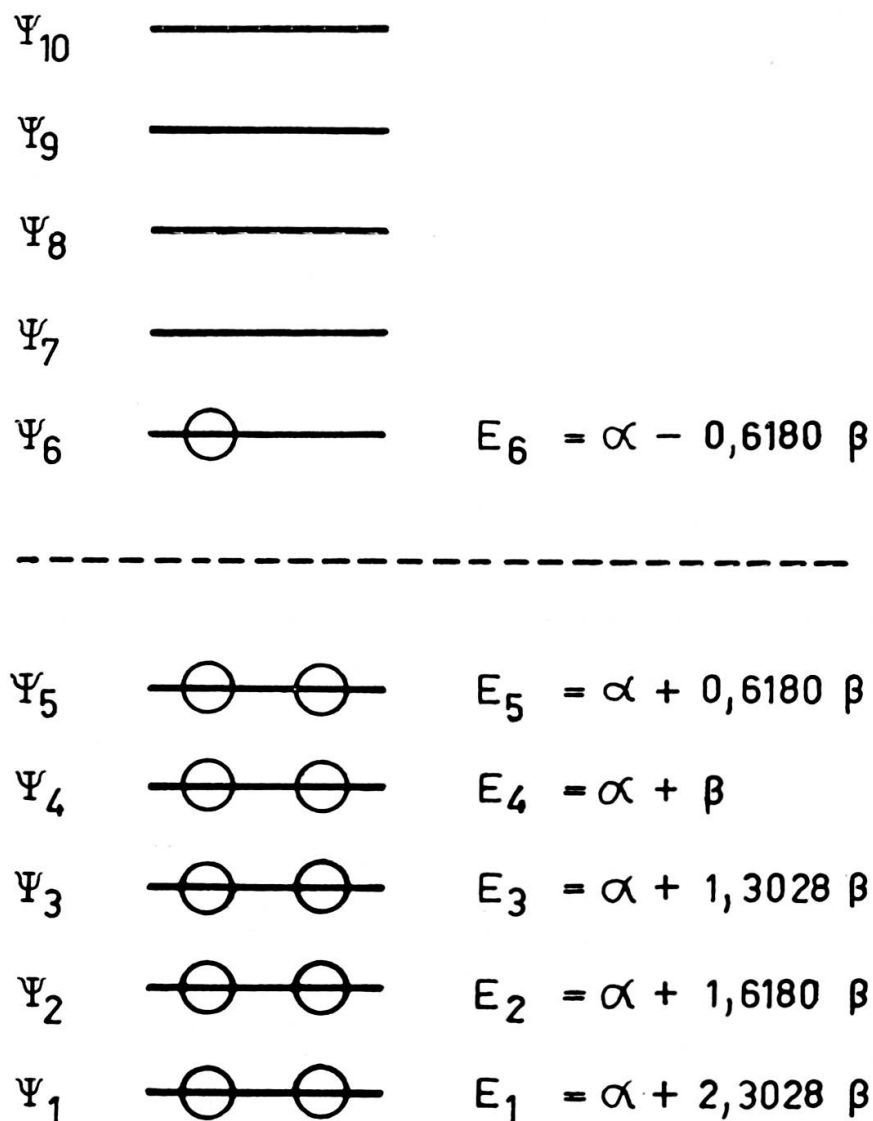 Ψ10
Ψ9
Ψ8
Ψ7
Ψ6 E6 = α − 0,6180 β
Ψ5 E5 = α + 0,6180 β
Ψ4 E4 = α + β
Ψ3 E3 = α + 1,3028 β
Ψ2 E2 = α + 1,6180 β
Ψ1 E1 = α + 2,3028 β